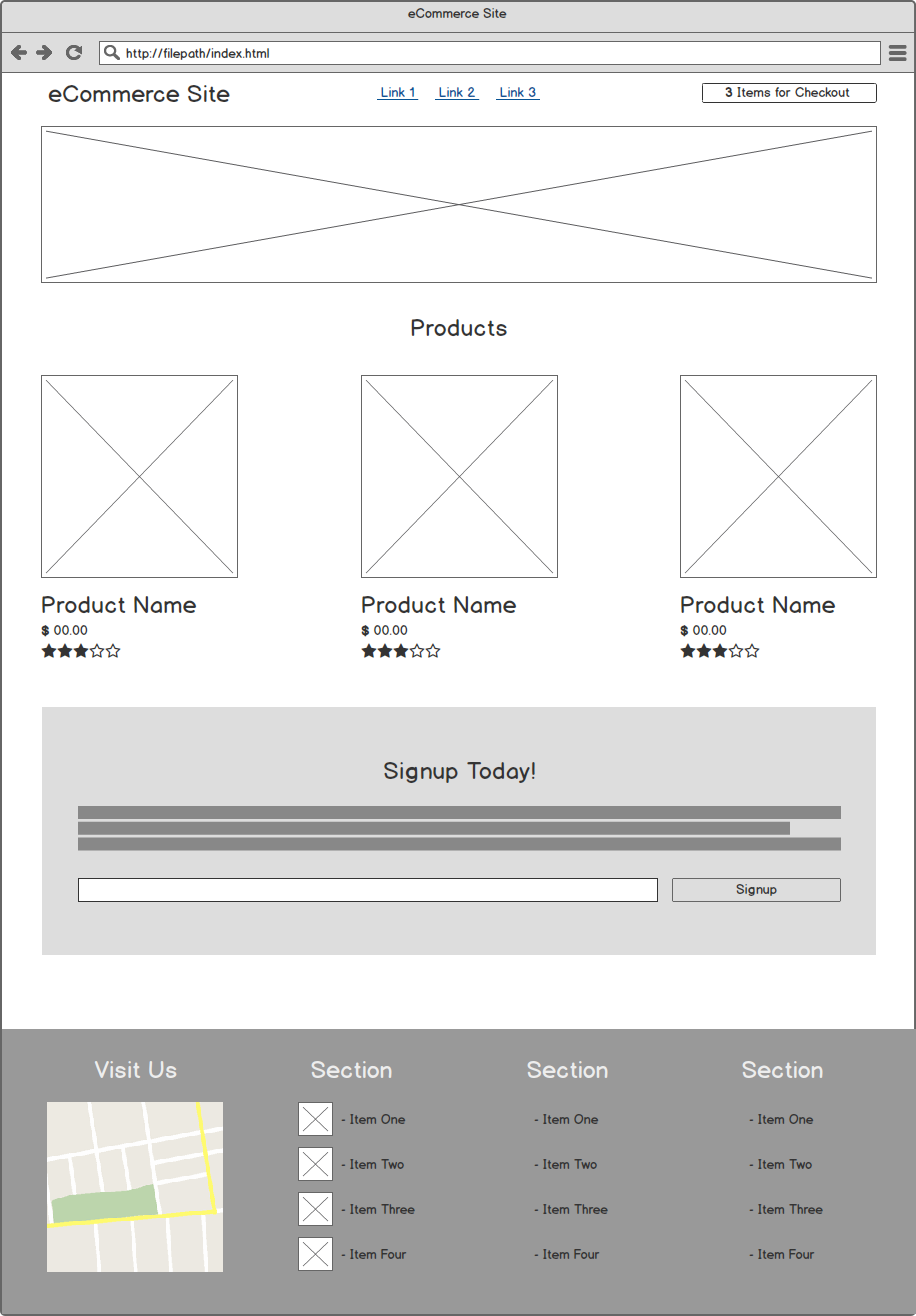 eCommerce Site
http://filepath/index.html
eCommerce Site
Link 1 Link 2 Link 3
3 Items for Checkout
Products
Product Name Product Name Product Name
$ 00.00 $ 00.00 $ 00.00
Signup Today!
Signup
Visit Us Section Section Section
- Item One - Item One - Item One
- Item Two - Item Two - Item Two
- Item Three - Item Three - Item Three
- Item Four - Item Four - Item Four